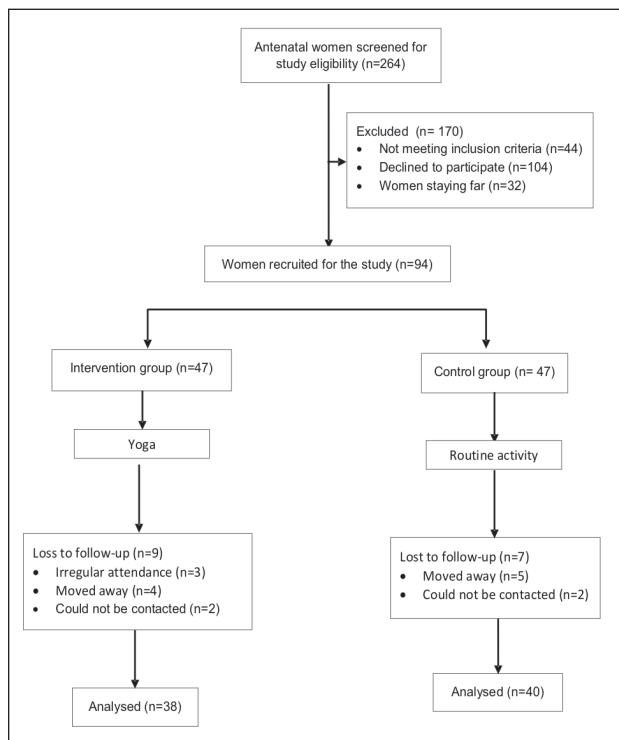 Antenatal women screened for
study eligibility (n=264)
Excluded (n= 170)
• Not meeting inclusion criteria (n=44)
• Declined to participate (n=104)
• Women staying far (n=32)
Women recruited for the study (n=94)
Intervention group (n=47)
Control group (n= 47)
Yoga
Routine activity
Loss to follow-up (n=9)
• Irregular attendance (n=3)
• Moved away (n=4)
• Could not be contacted (n=2)
Lost to follow-up (n=7)
• Moved away (n=5)
• Could not be contacted (n=2)
Analysed (n=38)
Analysed (n=40)